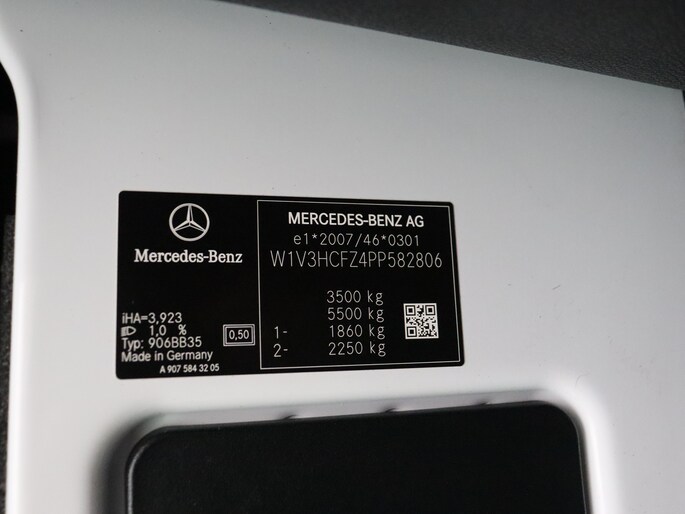 Mercedes-Benz
iHA=3,923
1,0 %
Typ: 906BB35
Made in Germany
A 907 584 32 05
0,50
MERCEDES-BENZ AG
e1*2007/46*0301
W1V3HCFZ4PP582806
3500 kg
5500 kg
1- 1860 kg
2- 2250 kg